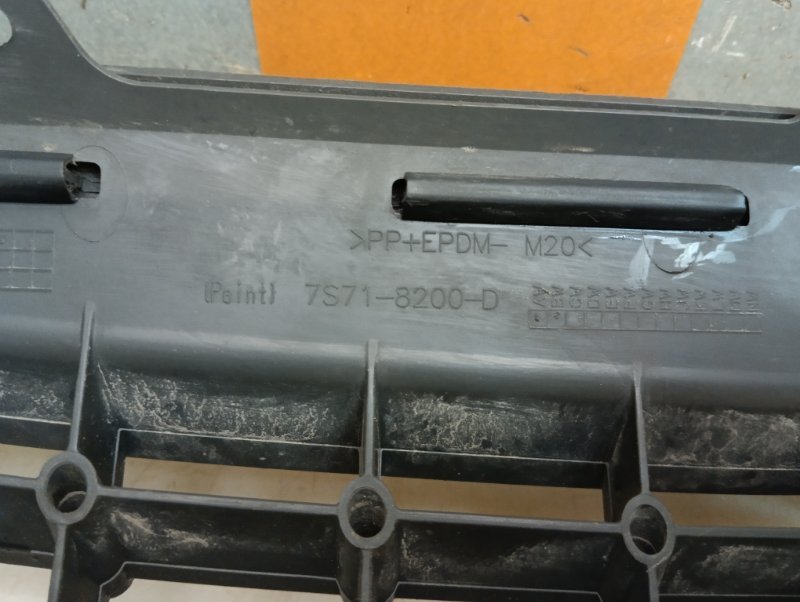 >PP+EPDM- M20<
(Paint) 7S71-8200-D